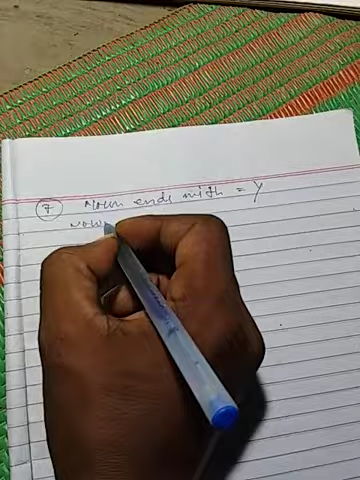 7 Noun ends with = y